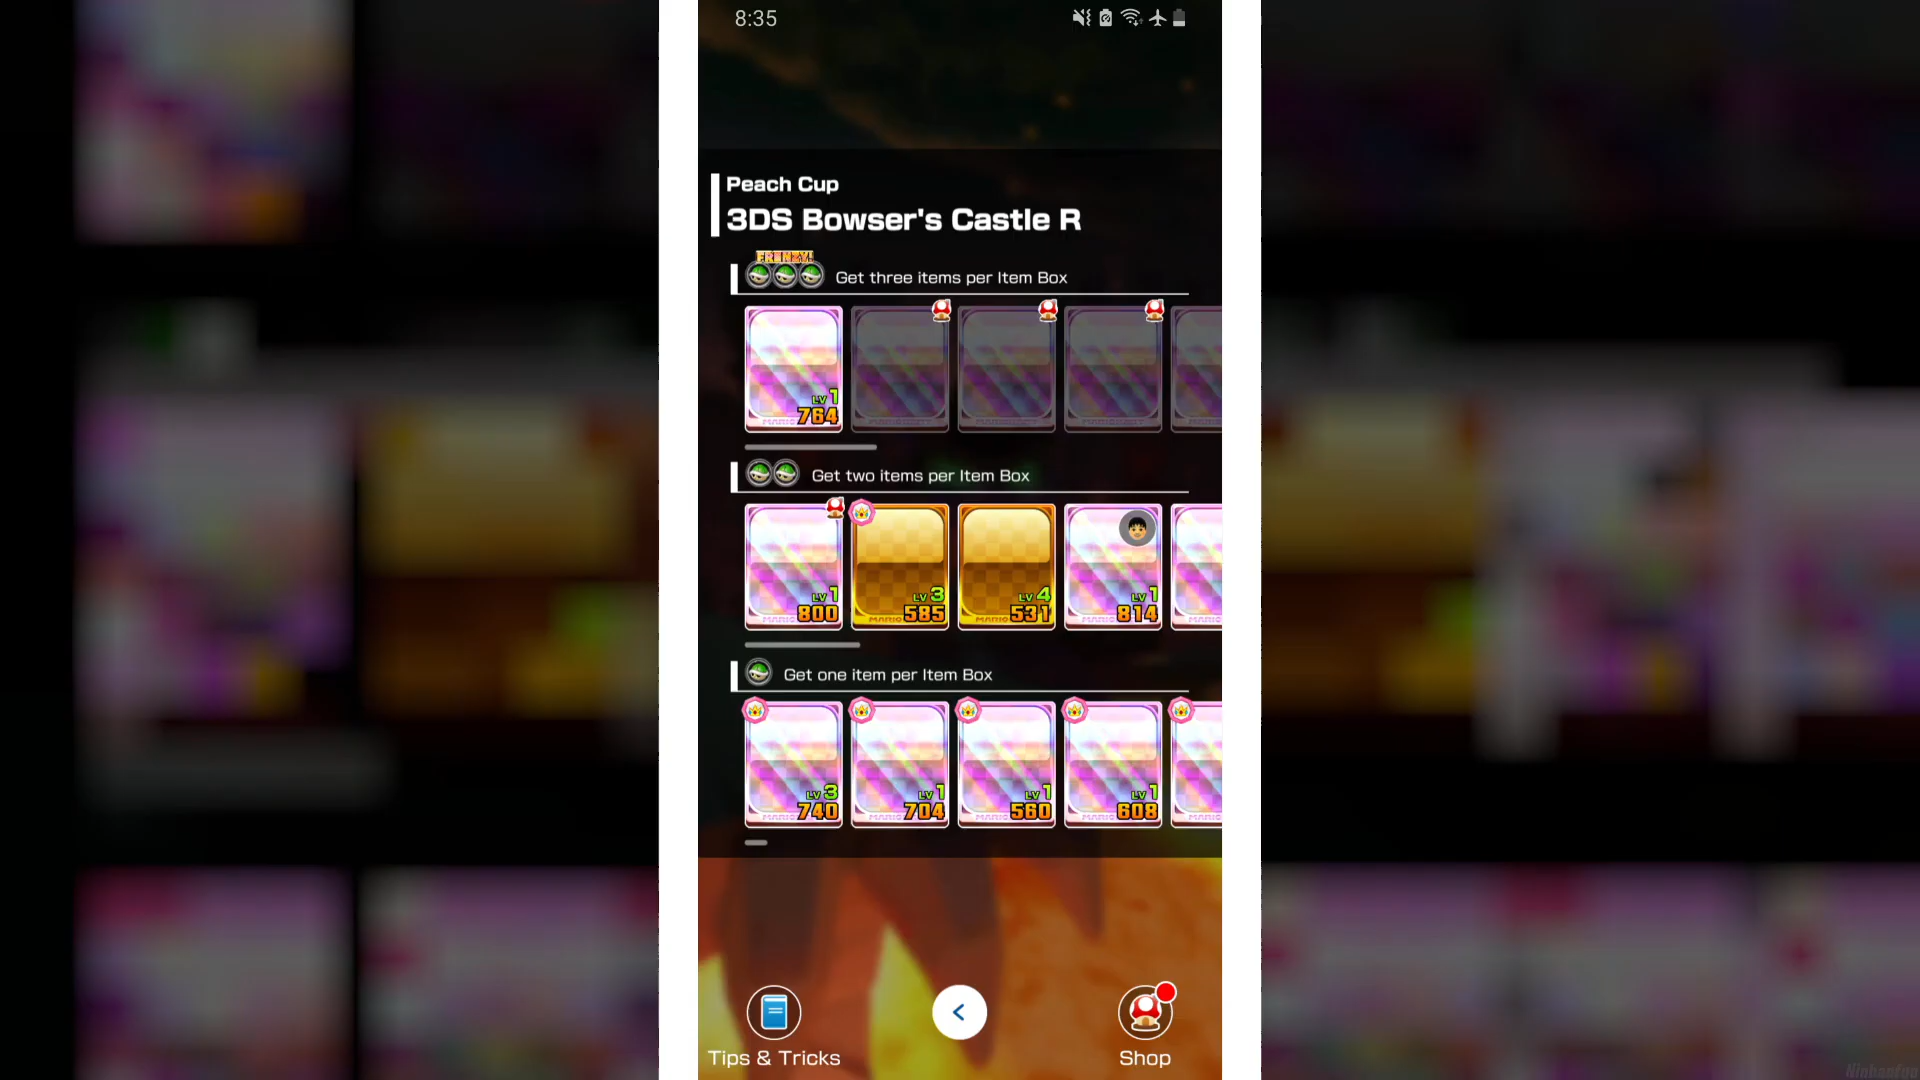 8:35
Peach Cup
3DS Bowser's Castle R
FRENZY!
Get three items per Item Box
LV 1
764
Get two items per Item Box
LV 1
800
LV 3
585
LV 4
531
LV 1
814
MARIO
MARIO
Get one item per Item Box
LV 3
740
LV 1
704
LV 1
560
LV 1
608
Tips & Tricks
Shop